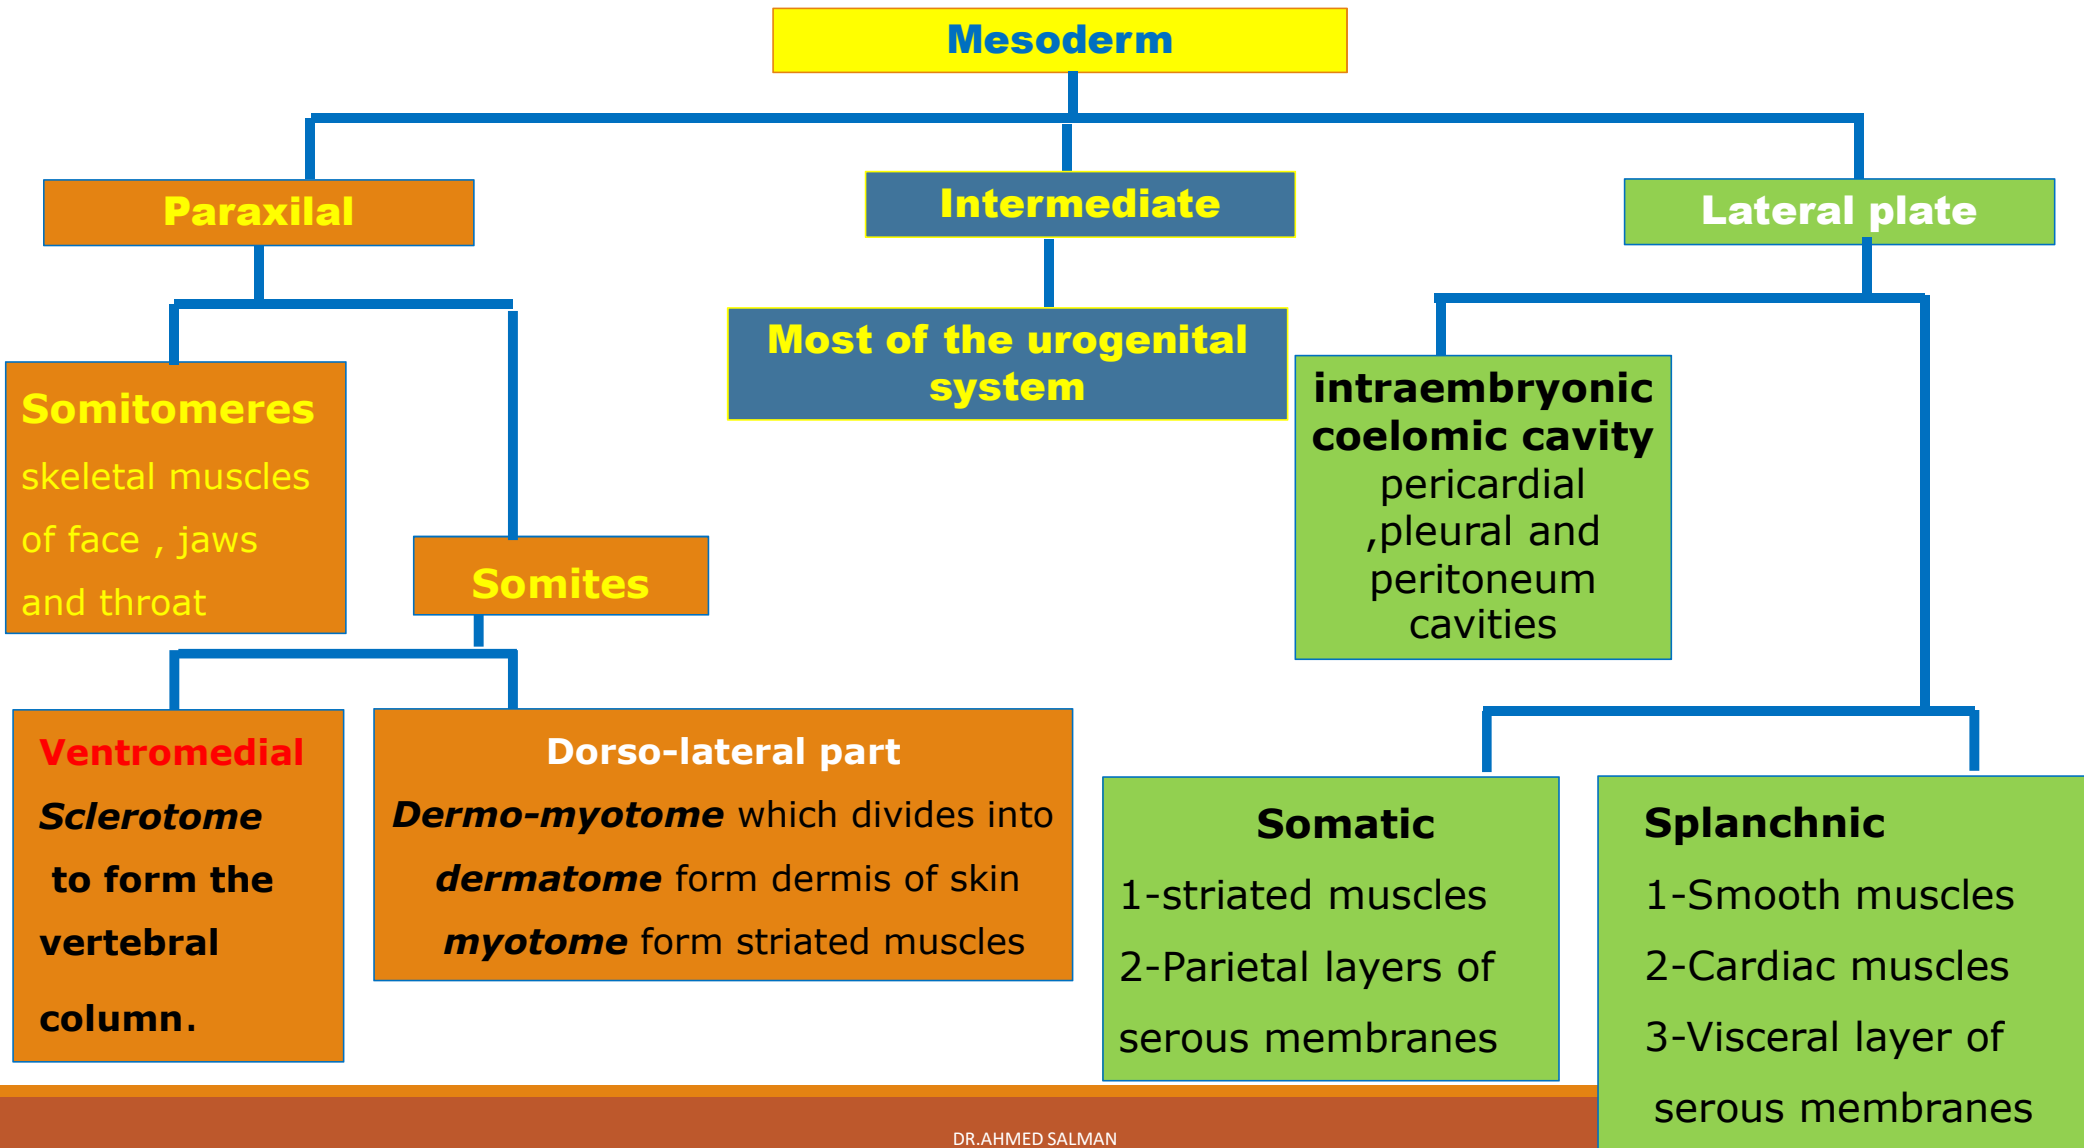 Mesoderm
Paraxilal
Intermediate
Lateral plate
Most of the urogenital
system
Somitomeres
skeletal muscles
of face , jaws
and throat
Somites
intraembryonic
coelomic cavity
pericardial
,pleural and
peritoneum
cavities
Ventromedial
Sclerotome
to form the
vertebral
column.
Dorso-lateral part
Dermo-myotome which divides into
dermatome form dermis of skin
myotome form striated muscles
Somatic
1-striated muscles
2-Parietal layers of
serous membranes
Splanchnic
1-Smooth muscles
2-Cardiac muscles
3-Visceral layer of
serous membranes
DR.AHMED SALMAN